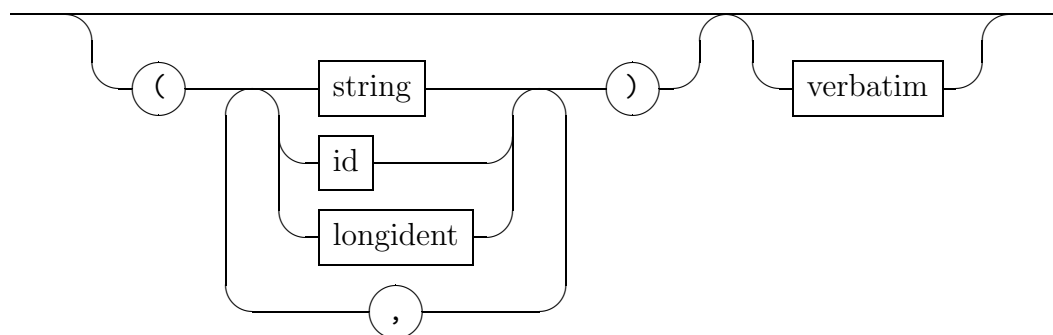 ( string ) verbatim
id
longident
,